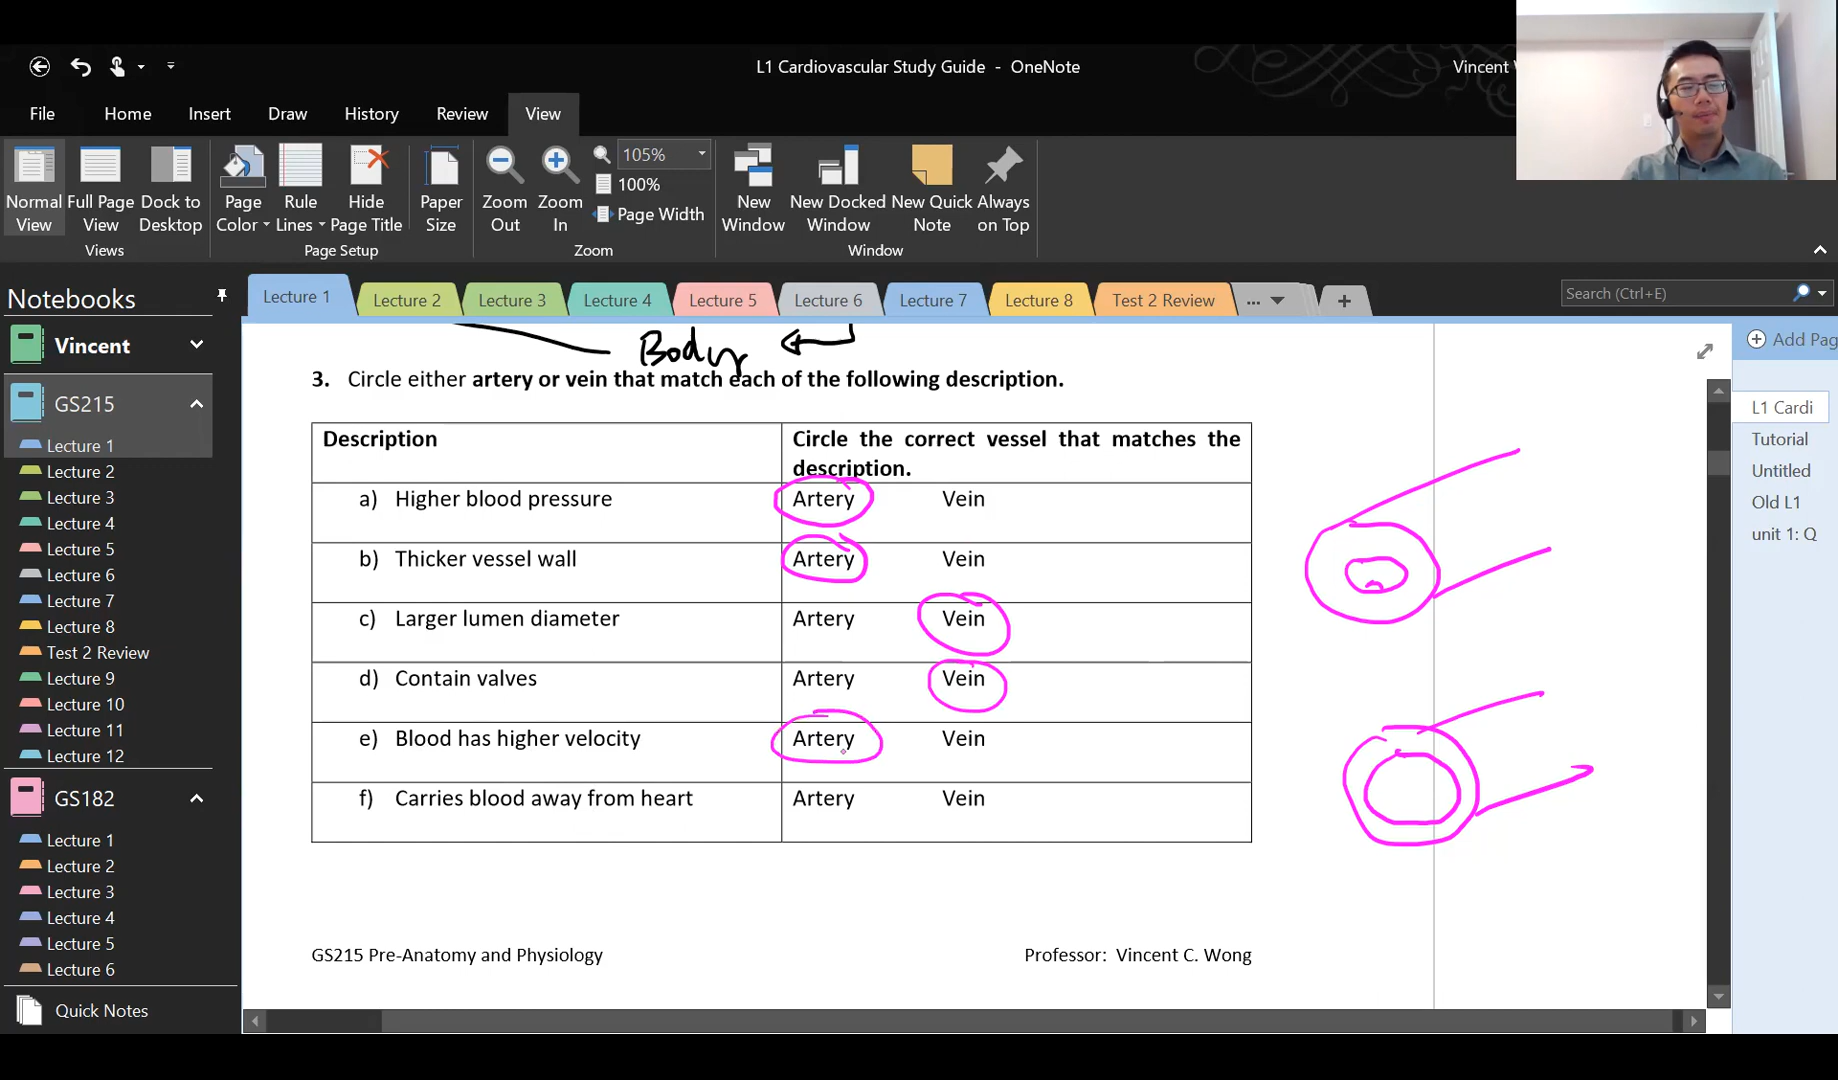 L1 Cardiovascular Study Guide - OneNote
Vincent
File Home Insert Draw History Review View
105%
100%
Page Width
Normal View
Full Page View
Dock to Desktop
Page Color
Rule Lines
Hide Page Title
Paper Size
Zoom Out
Zoom In
New Window
New Docked Window
New Quick Note
Always on Top
Views Page Setup Zoom Window
Notebooks
Lecture 1 Lecture 2 Lecture 3 Lecture 4 Lecture 5 Lecture 6 Lecture 7 Lecture 8 Test 2 Review ... +
Search (Ctrl+E)
Vincent
GS215
Lecture 1
Lecture 2
Lecture 3
Lecture 4
Lecture 5
Lecture 6
Lecture 7
Lecture 8
Test 2 Review
Lecture 9
Lecture 10
Lecture 11
Lecture 12
GS182
Lecture 1
Lecture 2
Lecture 3
Lecture 4
Lecture 5
Lecture 6
Quick Notes
Body
3. Circle either artery or vein that match each of the following description.
Description
Circle the correct vessel that matches the
description.
a) Higher blood pressure Artery Vein
b) Thicker vessel wall Artery Vein
c) Larger lumen diameter Artery Vein
d) Contain valves Artery Vein
e) Blood has higher velocity Artery Vein
f) Carries blood away from heart Artery Vein
GS215 Pre-Anatomy and Physiology Professor: Vincent C. Wong
Add Pag
L1 Cardi
Tutorial
Untitled
Old L1
unit 1: Q